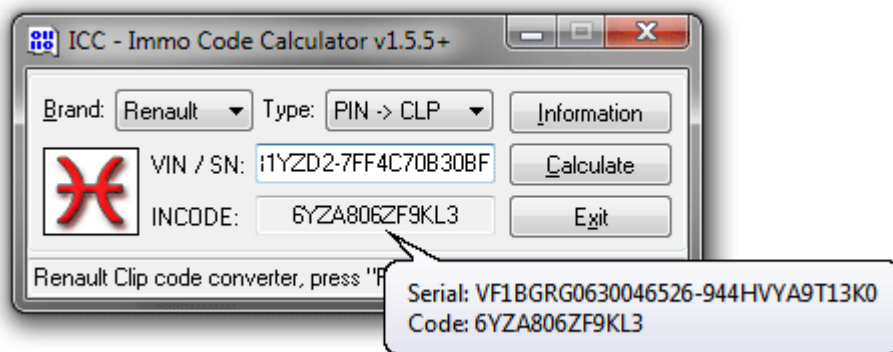 ICC - Immo Code Calculator v1.5.5+
Brand: Renault Type: PIN -> CLP Information
VIN / SN: 1YZD2-7FF4C70B30BF Calculate
INCODE: 6YZA806ZF9KL3 Exit
Renault Clip code converter, press "
Serial: VF1BGRG0630046526-944HVYA9T13K0
Code: 6YZA806ZF9KL3